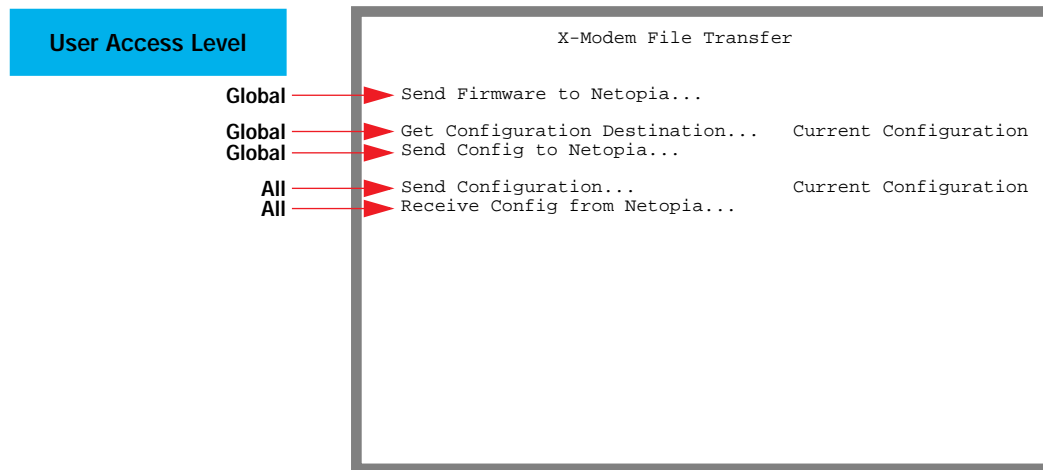 User Access Level
X-Modem File Transfer
Global Send Firmware to Netopia...
Global Get Configuration Destination... Current Configuration
Global Send Config to Netopia...
All Send Configuration... Current Configuration
All Receive Config from Netopia...